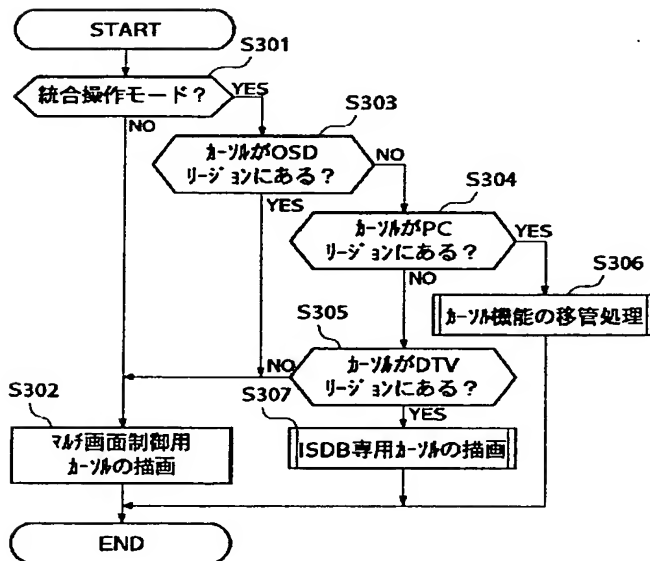 START
S301
統合操作モード？
YES
NO
S303
ｶｰｿﾙがOSD
ﾘｰｼﾞｮﾝにある？
NO
YES
S304
ｶｰｿﾙがPC
ﾘｰｼﾞｮﾝにある？
YES
NO
S306
ｶｰｿﾙ機能の移管処理
S305
ｶｰｿﾙがDTV
ﾘｰｼﾞｮﾝにある？
NO
YES
S302
ﾏﾙﾁ画面制御用
ｶｰｿﾙの描画
S307
ISDB専用ｶｰｿﾙの描画
END